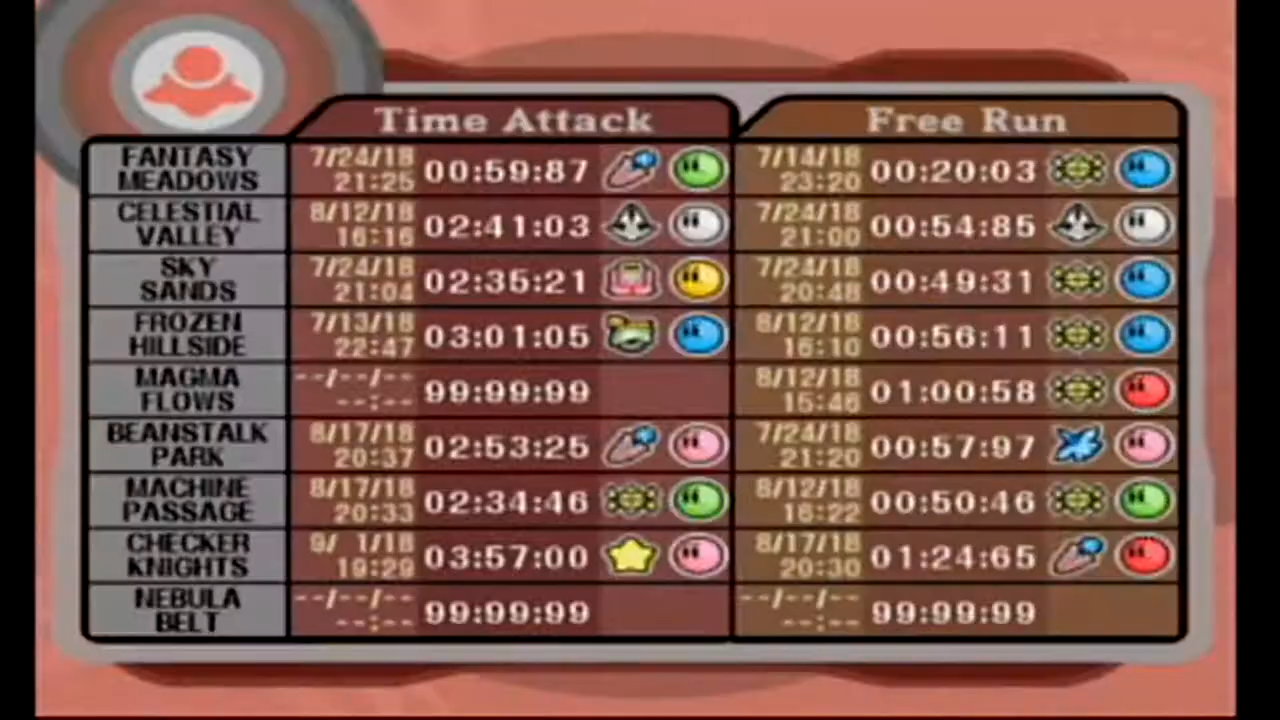 Time Attack Free Run
FANTASY MEADOWS 7/24/18 21:25 00:59:87 7/14/18 23:20 00:20:03
CELESTIAL VALLEY 8/12/18 16:16 02:41:03 7/24/18 21:00 00:54:85
SKY SANDS 7/24/18 21:04 02:35:21 7/24/18 20:48 00:49:31
FROZEN HILLSIDE 7/13/18 22:47 03:01:05 8/12/18 16:10 00:56:11
MAGMA FLOWS --/--/-- --:-- 99:99:99 8/12/18 15:46 01:00:58
BEANSTALK PARK 8/17/18 20:37 02:53:25 7/24/18 21:20 00:57:97
MACHINE PASSAGE 8/17/18 20:33 02:34:46 8/12/18 16:22 00:50:46
CHECKER KNIGHTS 9/ 1/18 19:29 03:57:00 8/17/18 20:30 01:24:65
NEBULA BELT --/--/-- --:-- 99:99:99 --/--/-- --:-- 99:99:99